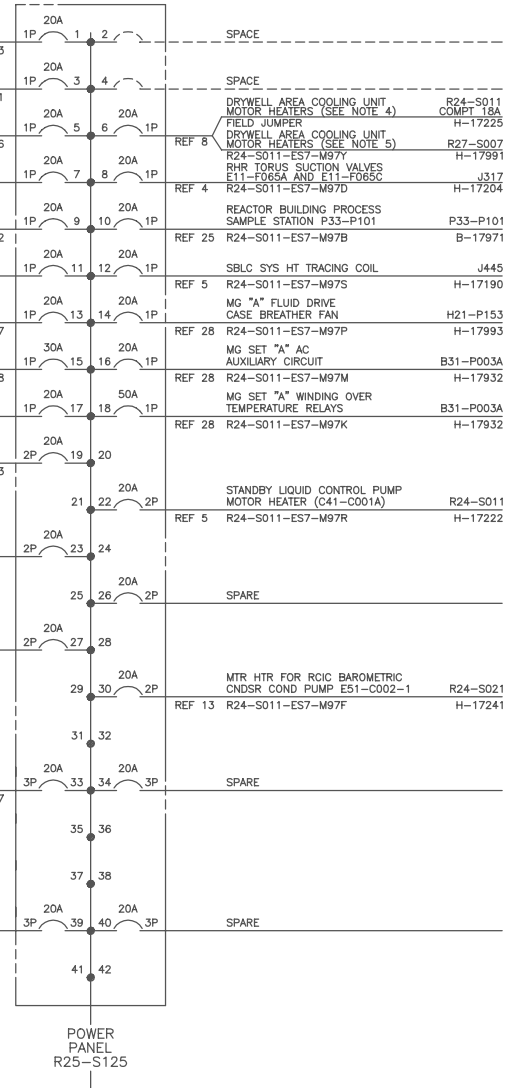 20A
1P 1 2 SPACE
3
20A
1P 3 4 SPACE
1
DRYWELL AREA COOLING UNIT R24-S011
MOTOR HEATERS (SEE NOTE 4) COMPT 18A
20A 20A FIELD JUMPER H-17225
1P 5 6 1P DRYWELL AREA COOLING UNIT
6 REF 8 MOTOR HEATERS (SEE NOTE 5) R27-S007
R24-S011-ES7-M97Y H-17991
20A 20A RHR TORUS SUCTION VALVES
1P 7 8 1P E11-F065A AND E11-F065C J317
REF 4 R24-S011-ES7-M97D H-17204
20A 20A REACTOR BUILDING PROCESS
1P 9 10 1P SAMPLE STATION P33-P101 P33-P101
2 REF 25 R24-S011-ES7-M97B B-17971
20A 20A
1P 11 12 1P SBLC SYS HT TRACING COIL J445
REF 5 R24-S011-ES7-M97S H-17190
20A 20A MG "A" FLUID DRIVE
1P 13 14 1P CASE BREATHER FAN H21-P153
7 REF 28 R24-S011-ES7-M97P H-17993
30A 20A MG SET "A" AC
1P 15 16 1P AUXILIARY CIRCUIT B31-P003A
8 REF 28 R24-S011-ES7-M97M H-17932
20A 50A MG SET "A" WINDING OVER
1P 17 18 1P TEMPERATURE RELAYS B31-P003A
REF 28 R24-S011-ES7-M97K H-17932
20A
2P 19 20
3
20A STANDBY LIQUID CONTROL PUMP
21 22 2P MOTOR HEATER (C41-C001A) R24-S011
REF 5 R24-S011-ES7-M97R H-17222
20A
2P 23 24
20A
25 26 2P SPARE
20A
2P 27 28
20A MTR HTR FOR RCIC BAROMETRIC
29 30 2P CNDSR COND PUMP E51-C002-1 R24-S021
REF 13 R24-S011-ES7-M97F H-17241
31 32
20A 20A
3P 33 34 3P SPARE
7
35 36
37 38
20A 20A
3P 39 40 3P SPARE
41 42
POWER
PANEL
R25-S125